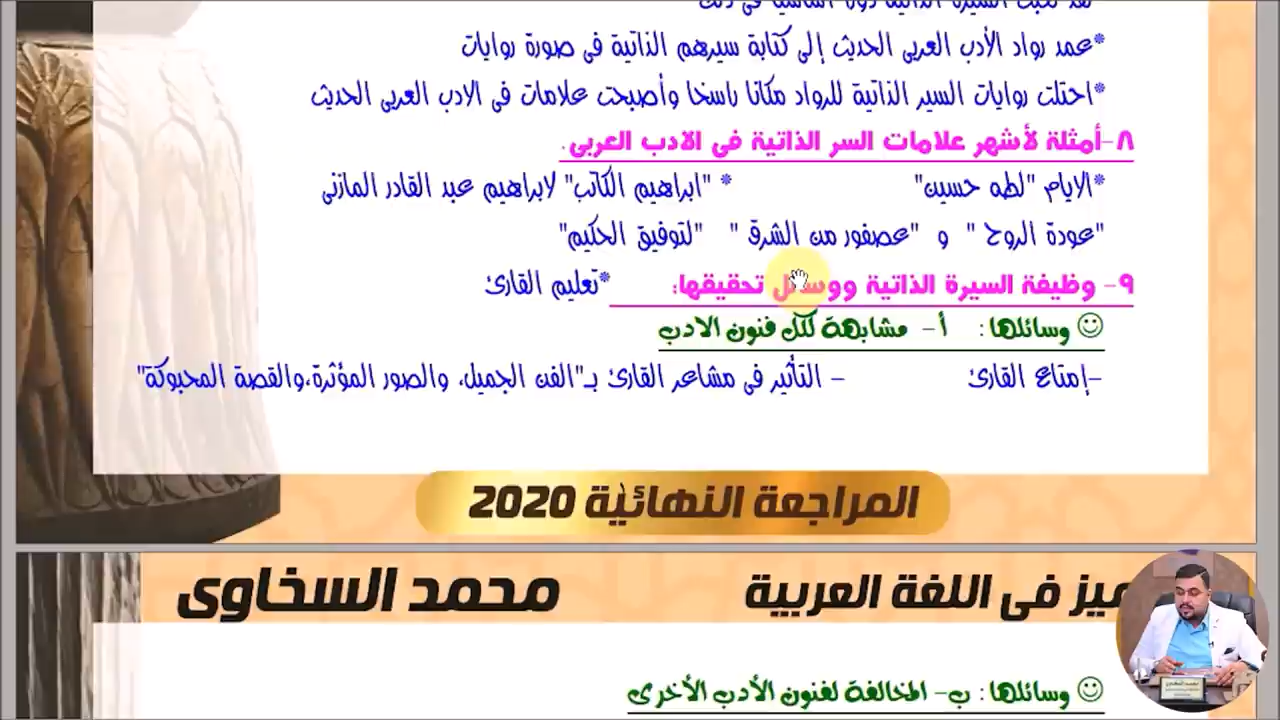 *عمد رواد الأدب العربى الحديث إلى كتابة سيرهم الذاتية فى صورة روايات
*احتلت روايات السير الذاتية للرواد مكانا راسخا وأصبحت علامات فى الادب العربى الحديث
٨-أمثلة لأشهر علامات السر الذاتية فى الادب العربى.
*الايام "لطه حسين" * "ابراهيم الكاتب" لابراهيم عبد القادر المازنى
"عودة الروح " و "عصفور من الشرق " "لتوفيق الحكيم"
٩- وظيفة السيرة الذاتية ووسائل تحقيقها: *تعليم القارئ
☺ وسائلها: أ- مشابهة لكل فنون الادب
-إمتاع القارئ - التأثير فى مشاعر القارئ بـ"الفن الجميل، والصور المؤثرة،والقصة المحبوكة"
المراجعة النهائية 2020
ميز فى اللغة العربية محمد السخاوى
☺ وسائلها: ب- المخالفة لفنون الأدب الأخرى